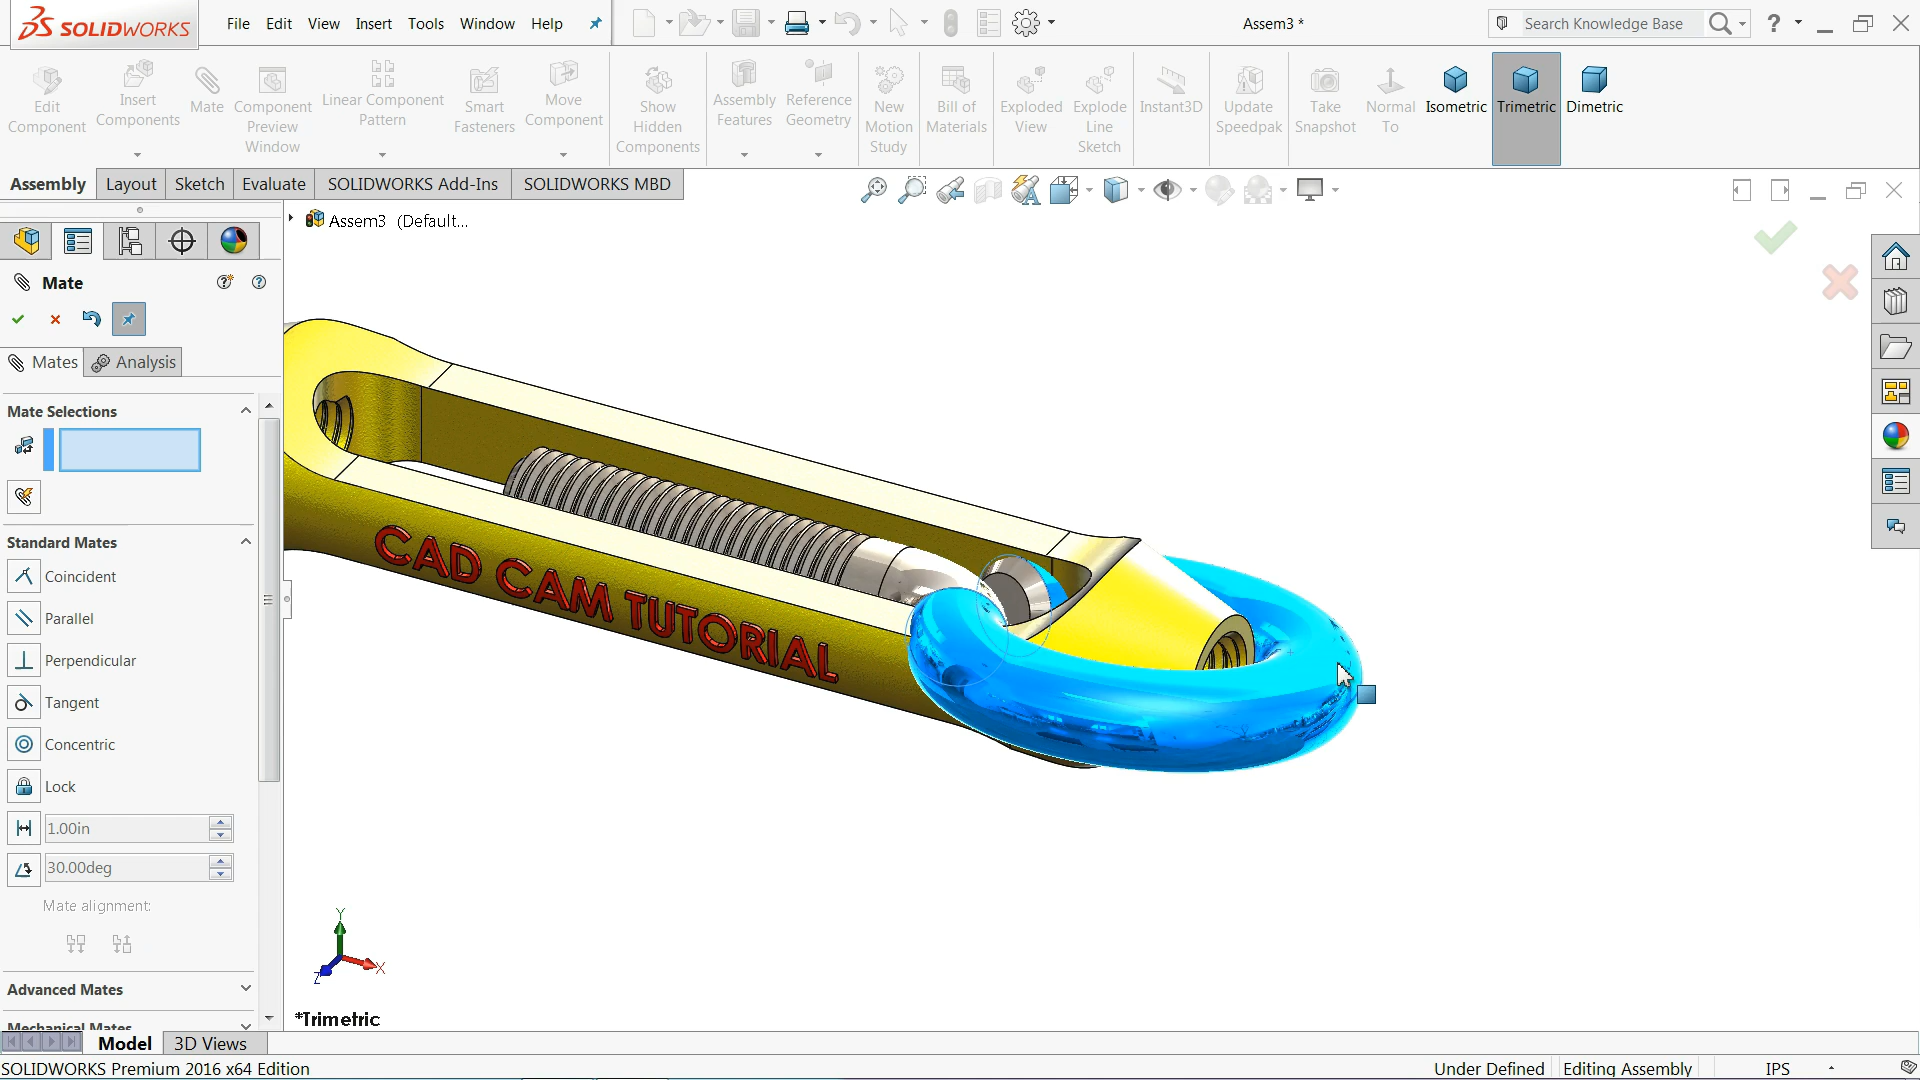 SOLIDWORKS
File Edit View Insert Tools Window Help
Assem3 *
Search Knowledge Base
?
Edit Component
Insert Components
Mate
Component Preview Window
Linear Component Pattern
Smart Fasteners
Move Component
Show Hidden Components
Assembly Features
Reference Geometry
New Motion Study
Bill of Materials
Exploded View
Explode Line Sketch
Instant3D
Update Speedpak
Take Snapshot
Normal To
Isometric
Trimetric
Dimetric
Assembly Layout Sketch Evaluate SOLIDWORKS Add-Ins SOLIDWORKS MBD
Assem3 (Default...
Mate
Mates Analysis
Mate Selections
Standard Mates
Coincident
Parallel
Perpendicular
Tangent
Concentric
Lock
1.00in
30.00deg
Mate alignment:
Advanced Mates
Mechanical Mates
CAD CAM TUTORIAL
Y
X
Z
*Trimetric
Model 3D Views
SOLIDWORKS Premium 2016 x64 Edition
Under Defined Editing Assembly IPS